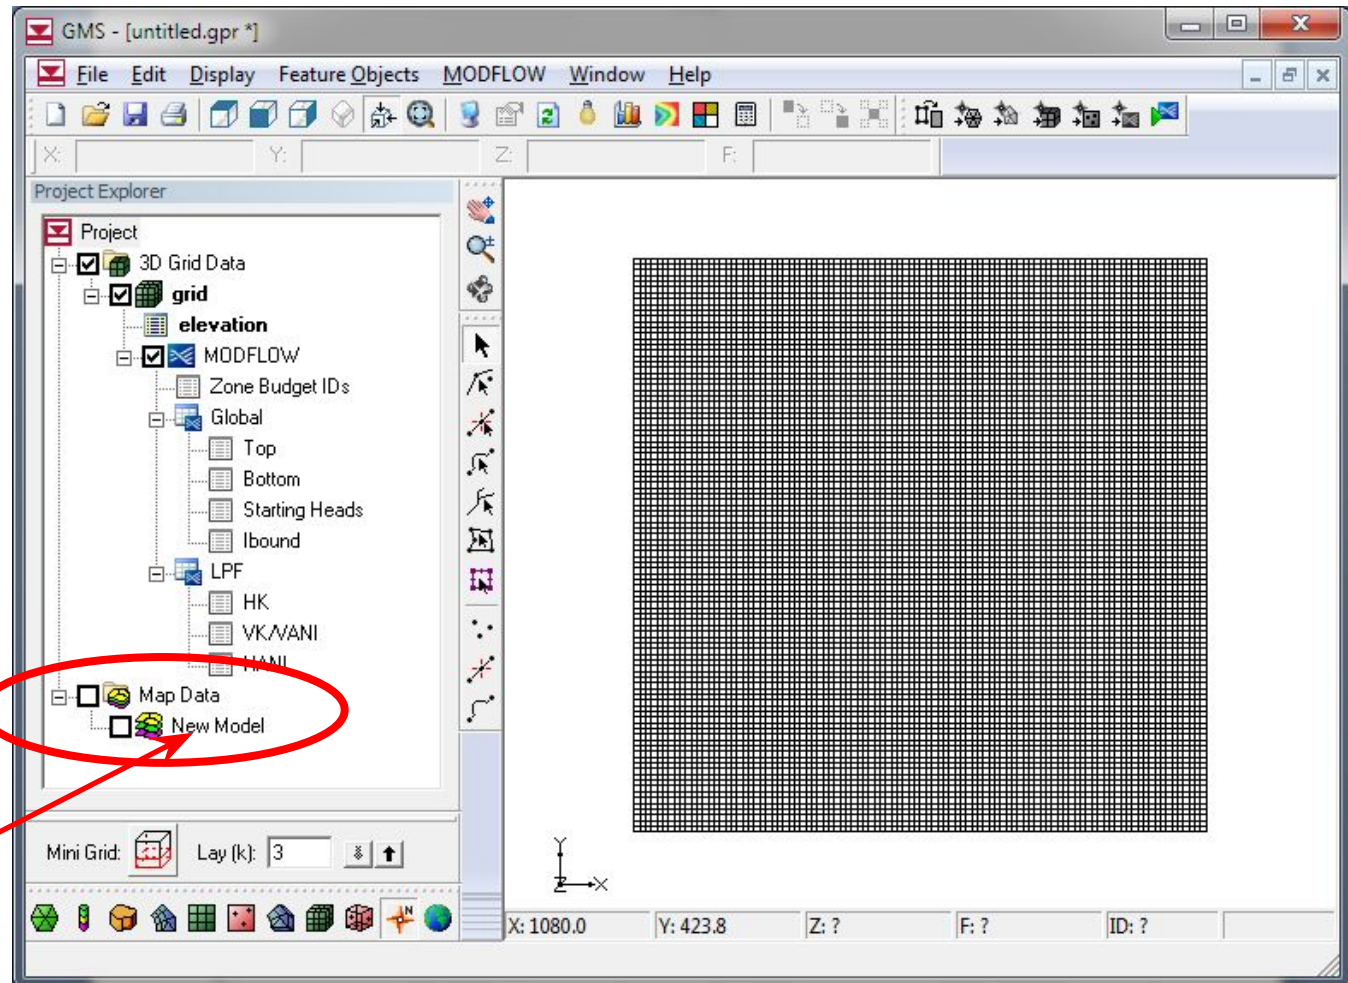 GMS - [untitled.gpr *]
File Edit Display Feature Objects MODFLOW Window Help
X: Y: Z: F:
Project Explorer
Project
3D Grid Data
grid
elevation
MODFLOW
Zone Budget IDs
Global
Top
Bottom
Starting Heads
Ibound
LPF
HK
VK/VANI
HANI
Map Data
New Model
Mini Grid: Lay (k): 3
Y
Z X
N
X: 1080.0 Y: 423.8 Z: ? F: ? ID: ?